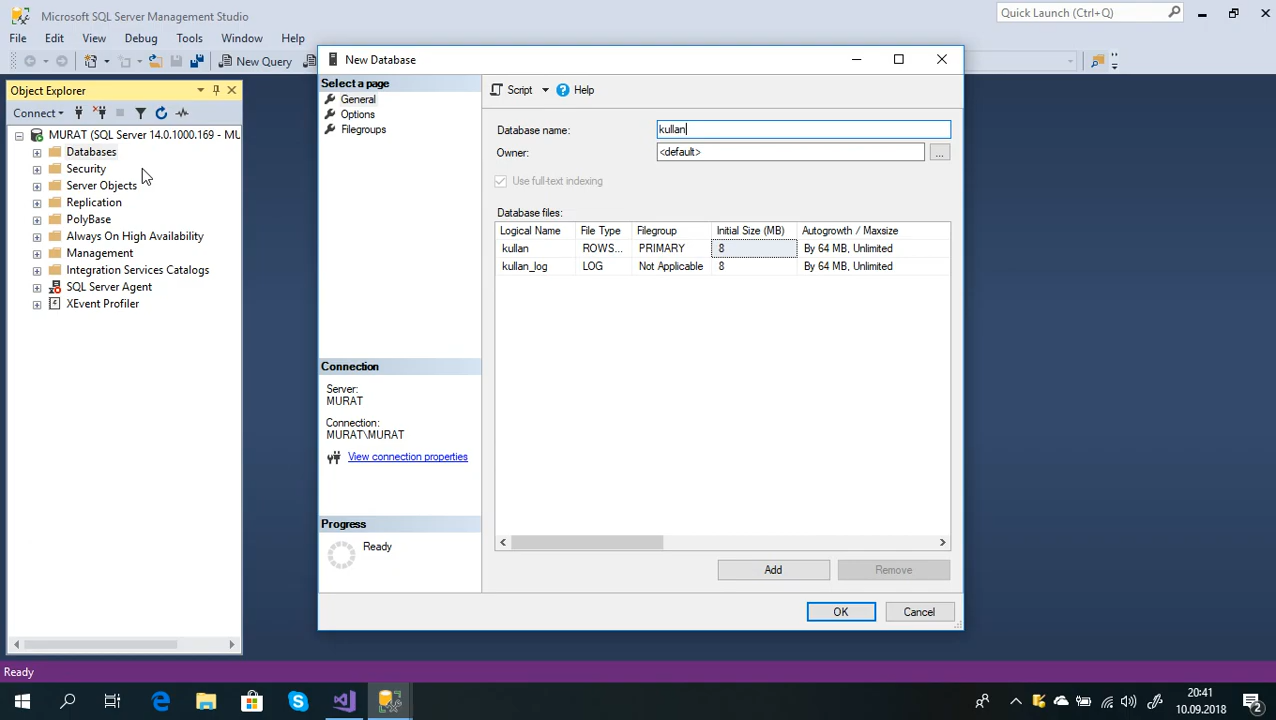 Microsoft SQL Server Management Studio
Quick Launch (Ctrl+Q)
File Edit View Debug Tools Window Help
New Query
Object Explorer
Connect
MURAT (SQL Server 14.0.1000.169 - MU
Databases
Security
Server Objects
Replication
PolyBase
Always On High Availability
Management
Integration Services Catalogs
SQL Server Agent
XEvent Profiler
New Database
Select a page
General
Options
Filegroups
Connection
Server:
MURAT
Connection:
MURAT\MURAT
View connection properties
Progress
Ready
Script Help
Database name: kullan
Owner: <default> ...
Use full-text indexing
Database files:
Logical Name File Type Filegroup Initial Size (MB) Autogrowth / Maxsize
kullan ROWS... PRIMARY 8 By 64 MB, Unlimited
kullan_log LOG Not Applicable 8 By 64 MB, Unlimited
Add Remove
OK Cancel
Ready
20:41
10.09.2018
2